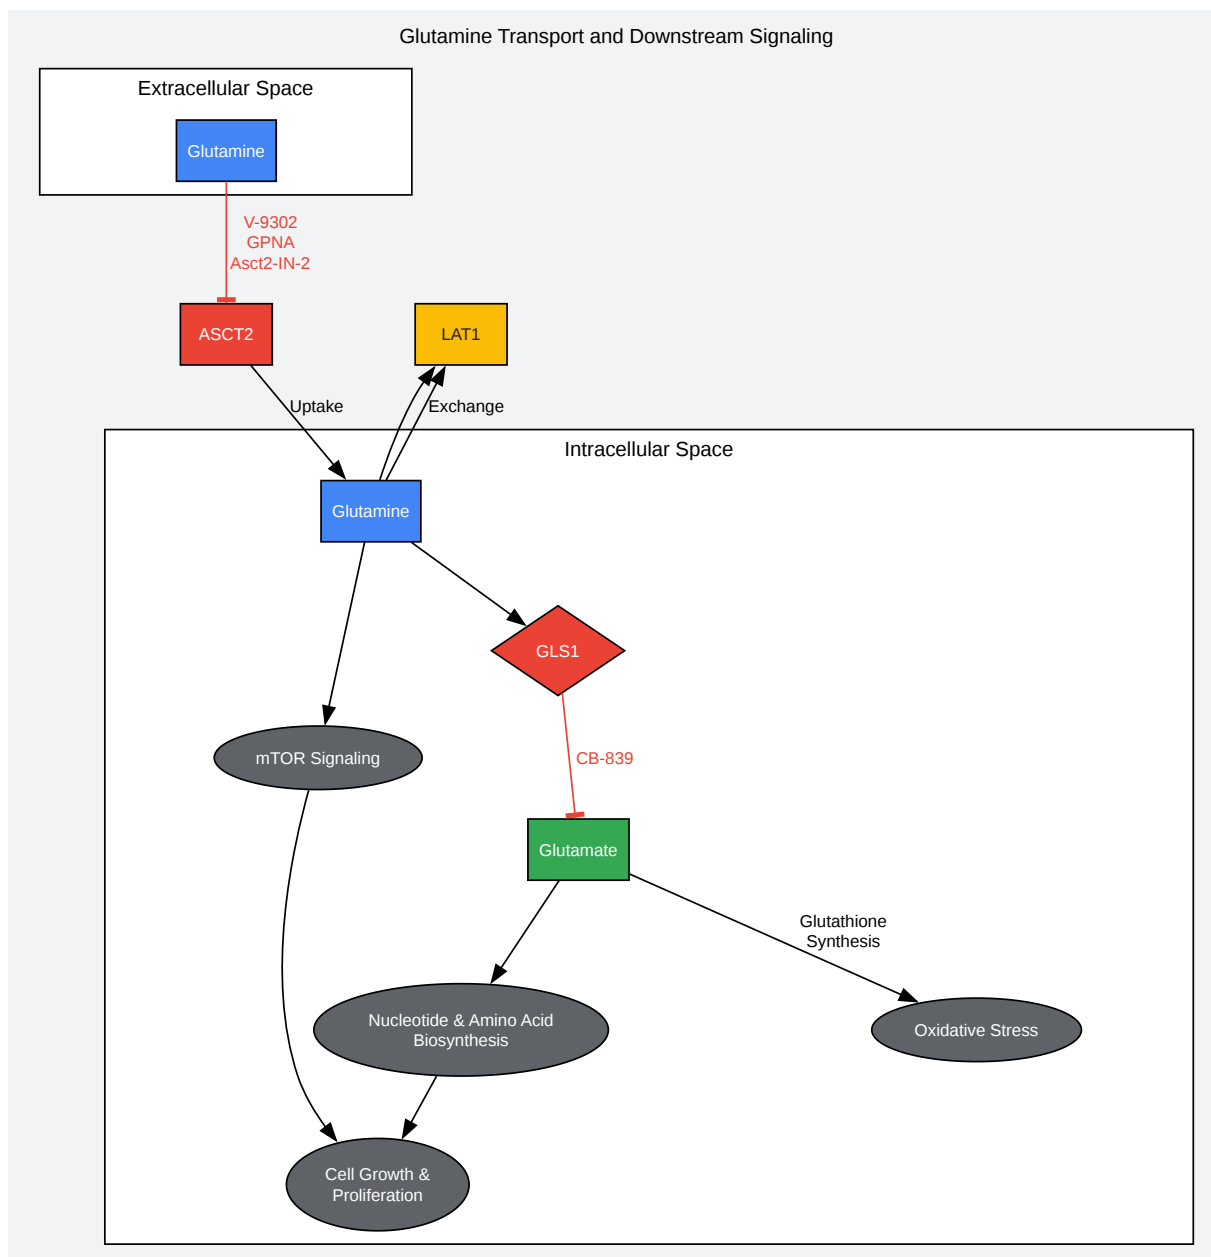 Glutamine Transport and Downstream Signaling
Extracellular Space
Glutamine
V-9302
GPNA
Asct2-IN-2
ASCT2
LAT1
Uptake
Exchange
Intracellular Space
Glutamine
GLS1
mTOR Signaling
CB-839
Glutamate
Glutathione
Synthesis
Nucleotide & Amino Acid
Biosynthesis
Oxidative Stress
Cell Growth &
Proliferation